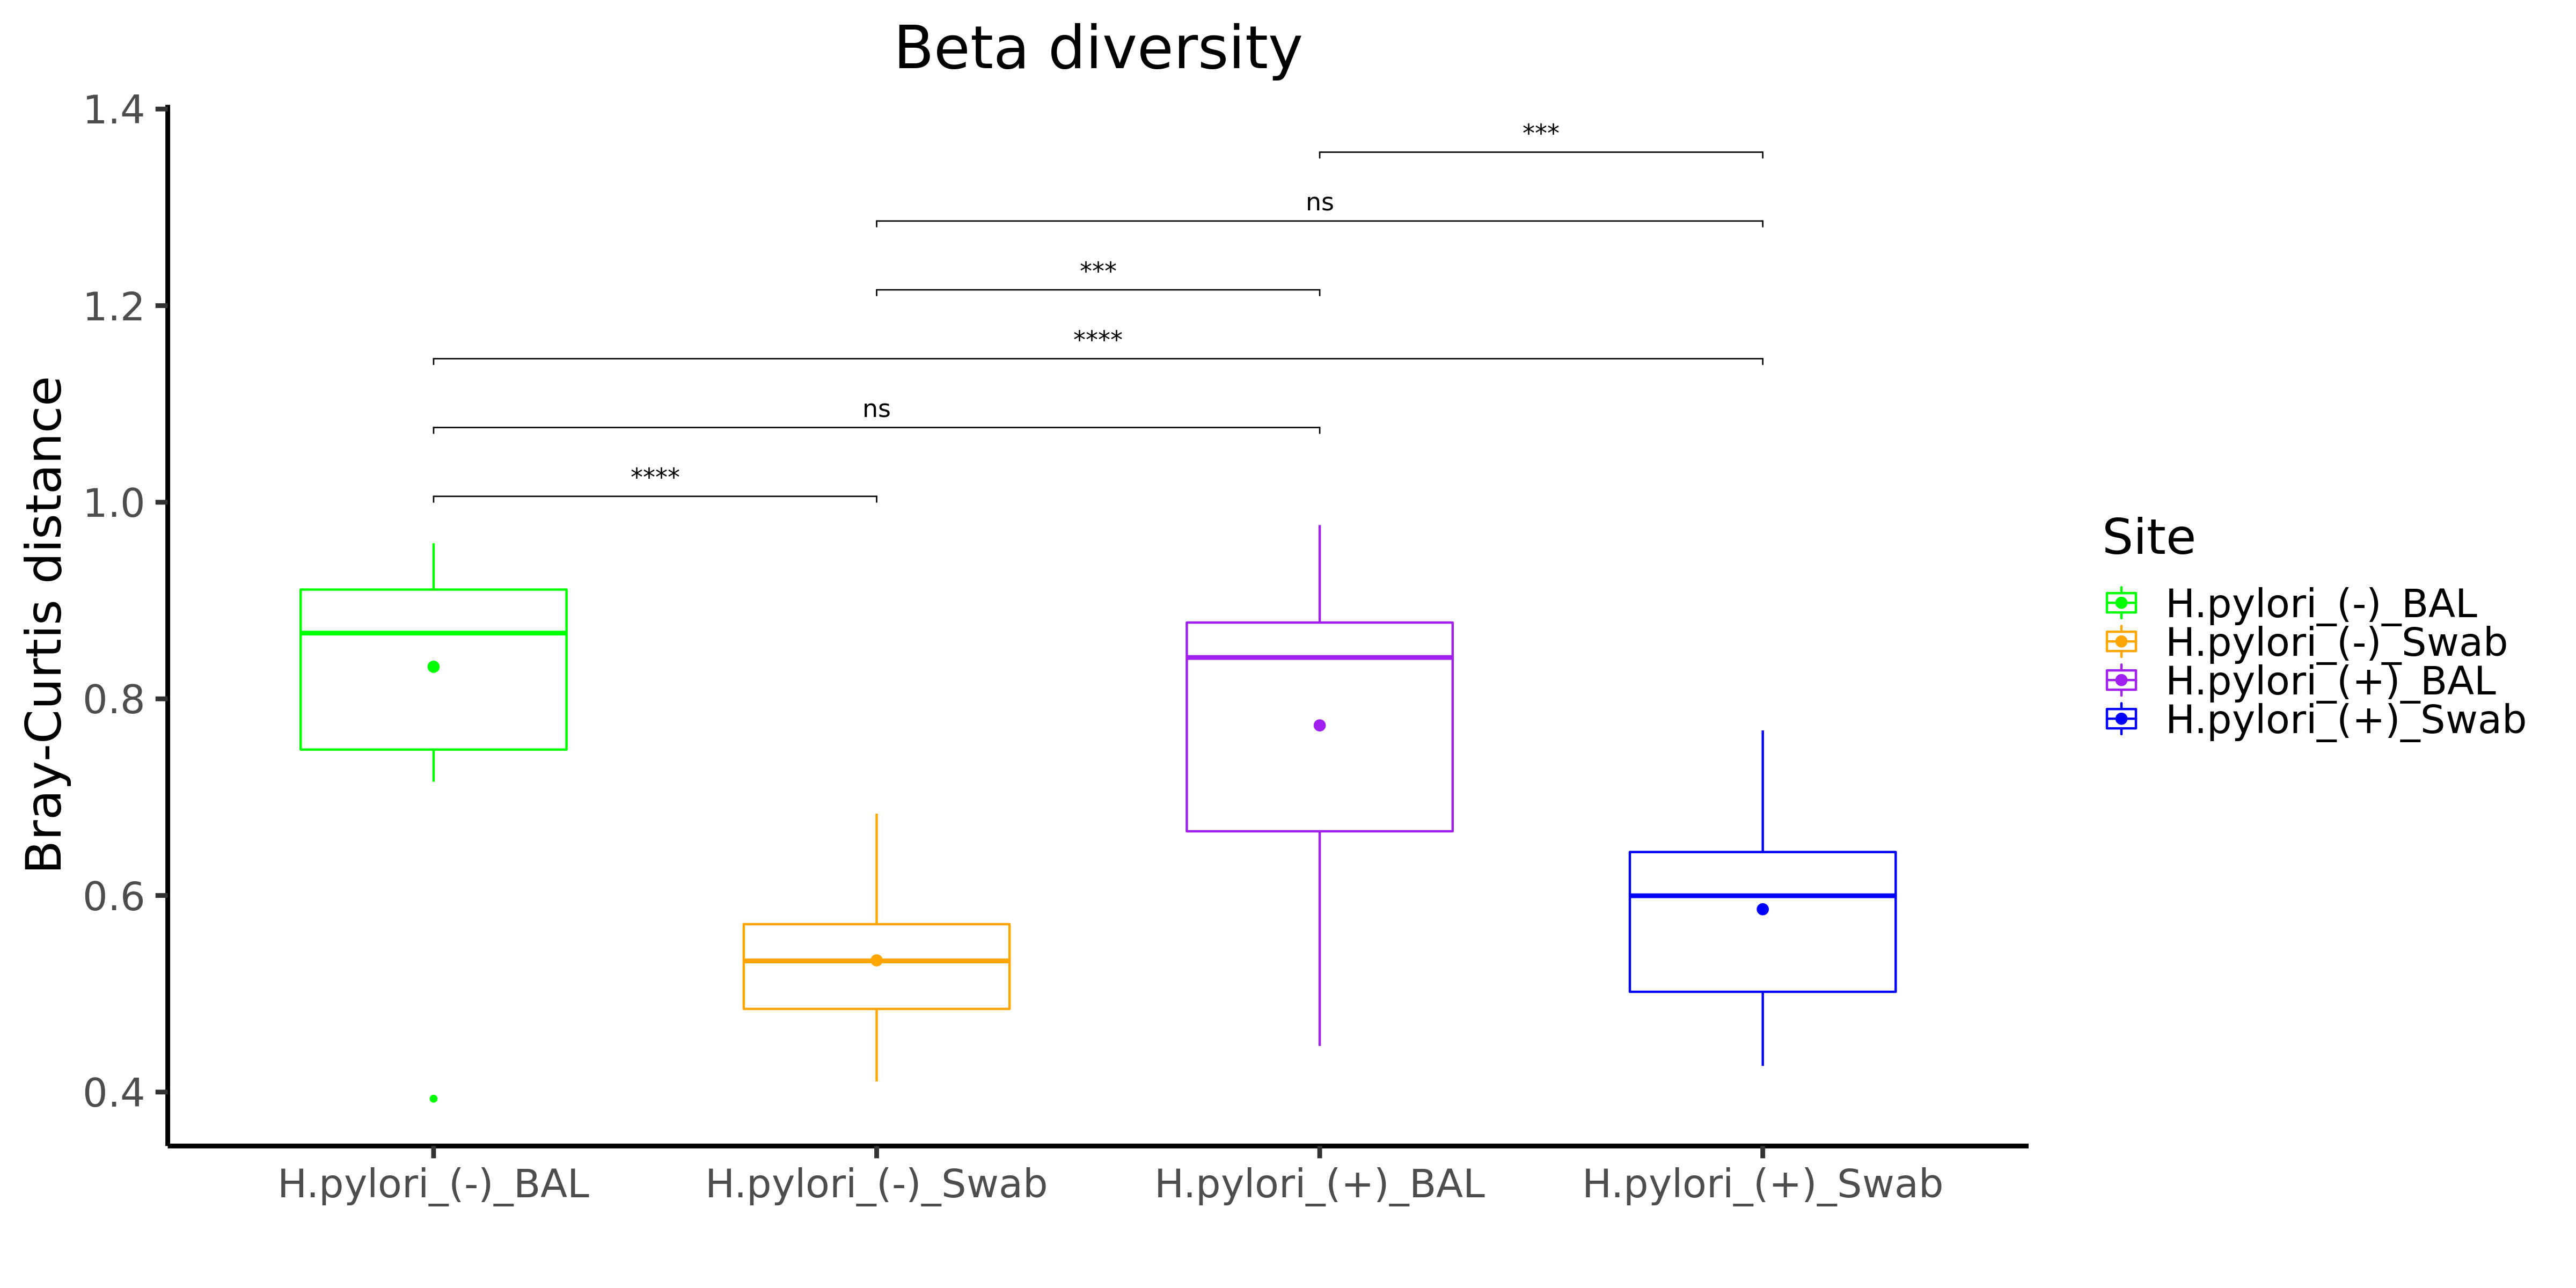 Beta diversity
Bray-Curtis distance
1.4
1.2
1.0
0.8
0.6
0.4
***
ns
***
****
ns
****
H.pylori_(-)_BAL
H.pylori_(-)_Swab
H.pylori_(+)_BAL
H.pylori_(+)_Swab
Site
H.pylori_(-)_BAL
H.pylori_(-)_Swab
H.pylori_(+)_BAL
H.pylori_(+)_Swab